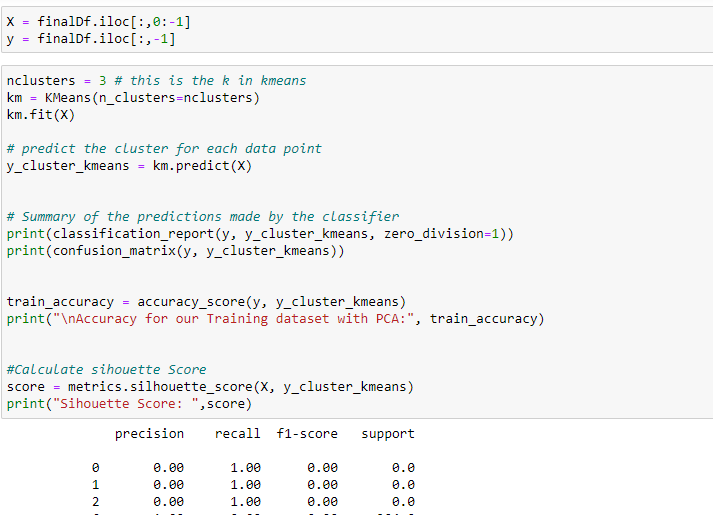 X = finalDf.iloc[:,0:-1]
y = finalDf.iloc[:,-1]
nclusters = 3 # this is the k in kmeans
km = KMeans(n_clusters=nclusters)
km.fit(X)
# predict the cluster for each data point
y_cluster_kmeans = km.predict(X)
# Summary of the predictions made by the classifier
print(classification_report(y, y_cluster_kmeans, zero_division=1))
print(confusion_matrix(y, y_cluster_kmeans))
train_accuracy = accuracy_score(y, y_cluster_kmeans)
print("\nAccuracy for our Training dataset with PCA:", train_accuracy)
#Calculate sihouette Score
score = metrics.silhouette_score(X, y_cluster_kmeans)
print("Sihouette Score: ",score)
precision recall f1-score support
0 0.00 1.00 0.00 0.0
1 0.00 1.00 0.00 0.0
2 0.00 1.00 0.00 0.0